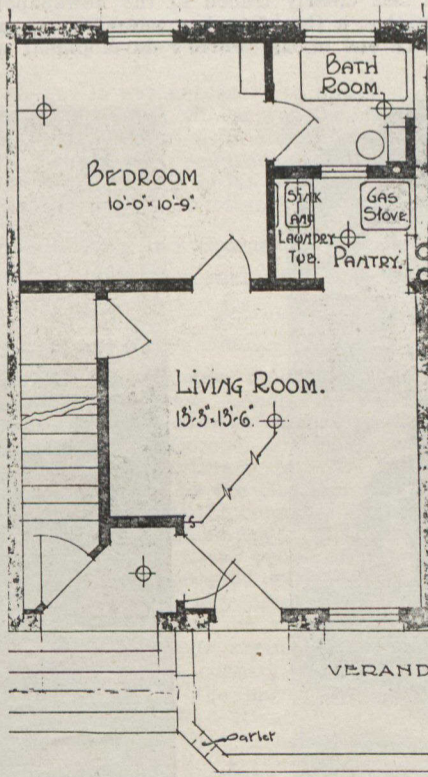 BATH
ROOM.
BEDROOM
10'-0" × 10'-9".
SINK
AND
LAUNDRY
TUB.
GAS
STOVE
PANTRY.
LIVING ROOM.
13'-3" × 13'-6".
S
VERAND